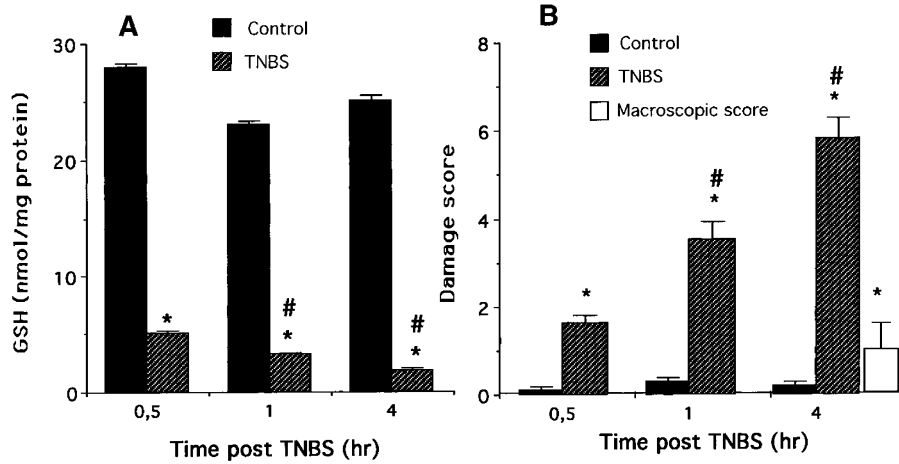 A
Control
TNBS
30
20
10
0
GSH (nmol/mg protein)
*
#
*
#
*
0,5
1
4
Time post TNBS (hr)
B
Control
TNBS
Macroscopic score
8
6
4
2
0
Damage score
*
#
*
#
*
*
0,5
1
4
Time post TNBS (hr)